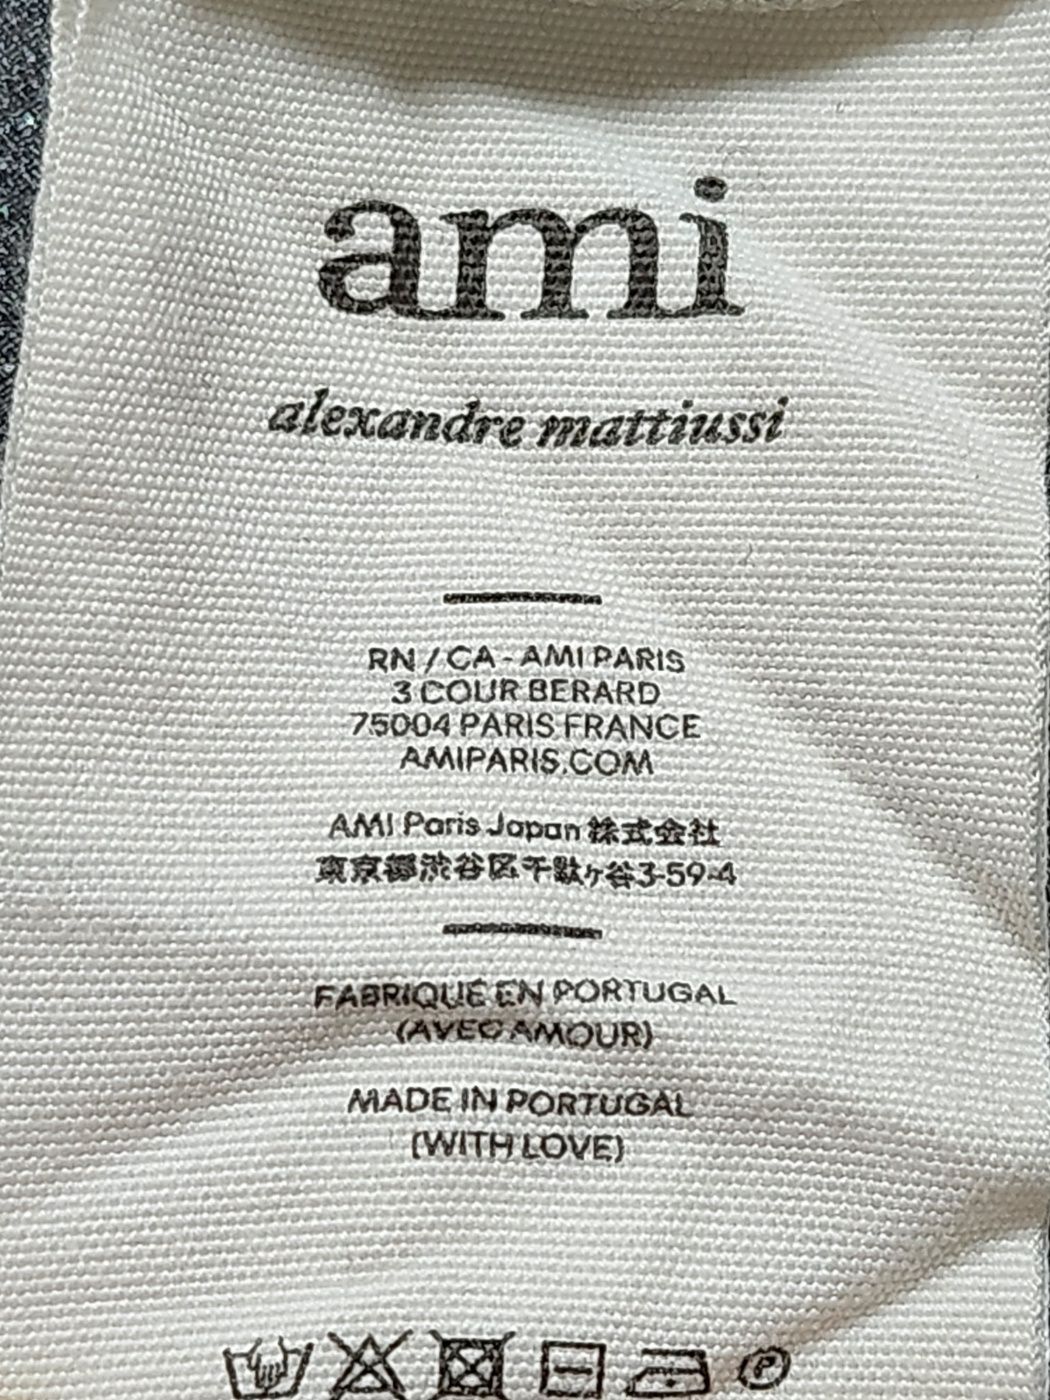 ami
alexandre mattiussi
RN / CA - AMI PARIS
3 COUR BERARD
75004 PARIS FRANCE
AMIPARIS.COM
AMI Paris Japan 株式会社
東京都渋谷区千駄ヶ谷3-59-4
FABRIQUÉ EN PORTUGAL
(AVEC AMOUR)
MADE IN PORTUGAL
(WITH LOVE)
P